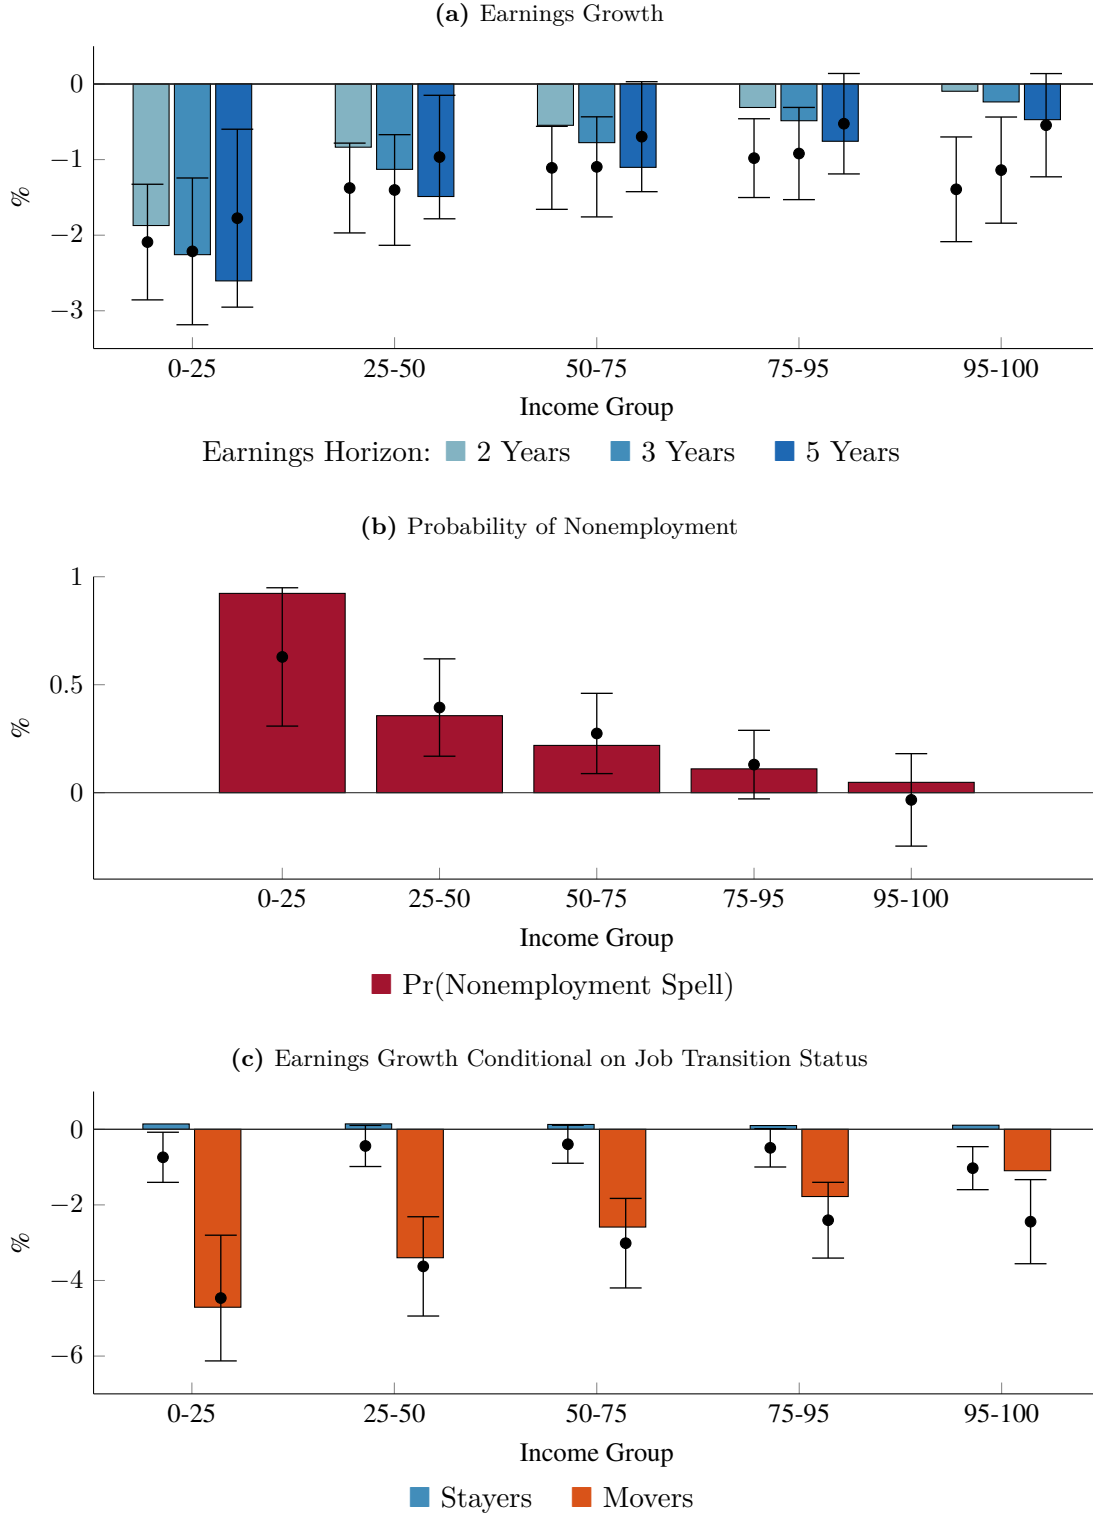 (a) Earnings Growth
0
−1
−2
−3
%
0-25 25-50 50-75 75-95 95-100
Income Group
Earnings Horizon: 2 Years 3 Years 5 Years
(b) Probability of Nonemployment
1
0.5
0
%
0-25 25-50 50-75 75-95 95-100
Income Group
Pr(Nonemployment Spell)
(c) Earnings Growth Conditional on Job Transition Status
0
−2
−4
−6
%
0-25 25-50 50-75 75-95 95-100
Income Group
Stayers Movers